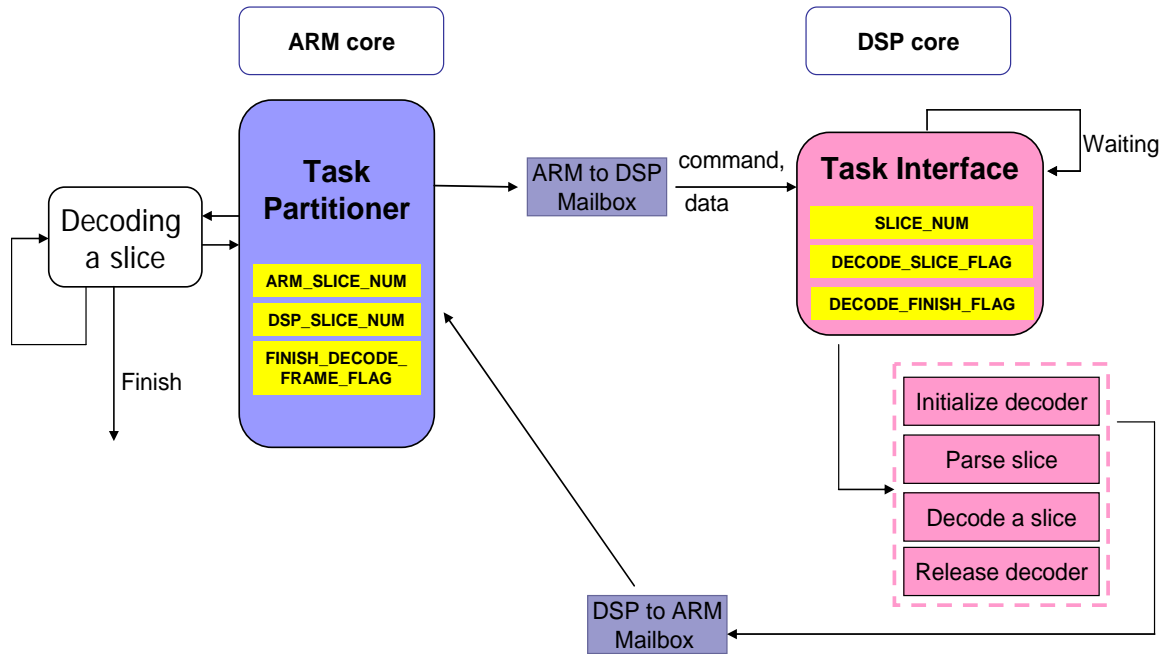 ARM core
DSP core
Task
Partitioner
ARM_SLICE_NUM
DSP_SLICE_NUM
FINISH_DECODE_
FRAME_FLAG
Decoding
a slice
Finish
ARM to DSP
Mailbox
command,
data
Task Interface
SLICE_NUM
DECODE_SLICE_FLAG
DECODE_FINISH_FLAG
Waiting
Initialize decoder
Parse slice
Decode a slice
Release decoder
DSP to ARM
Mailbox